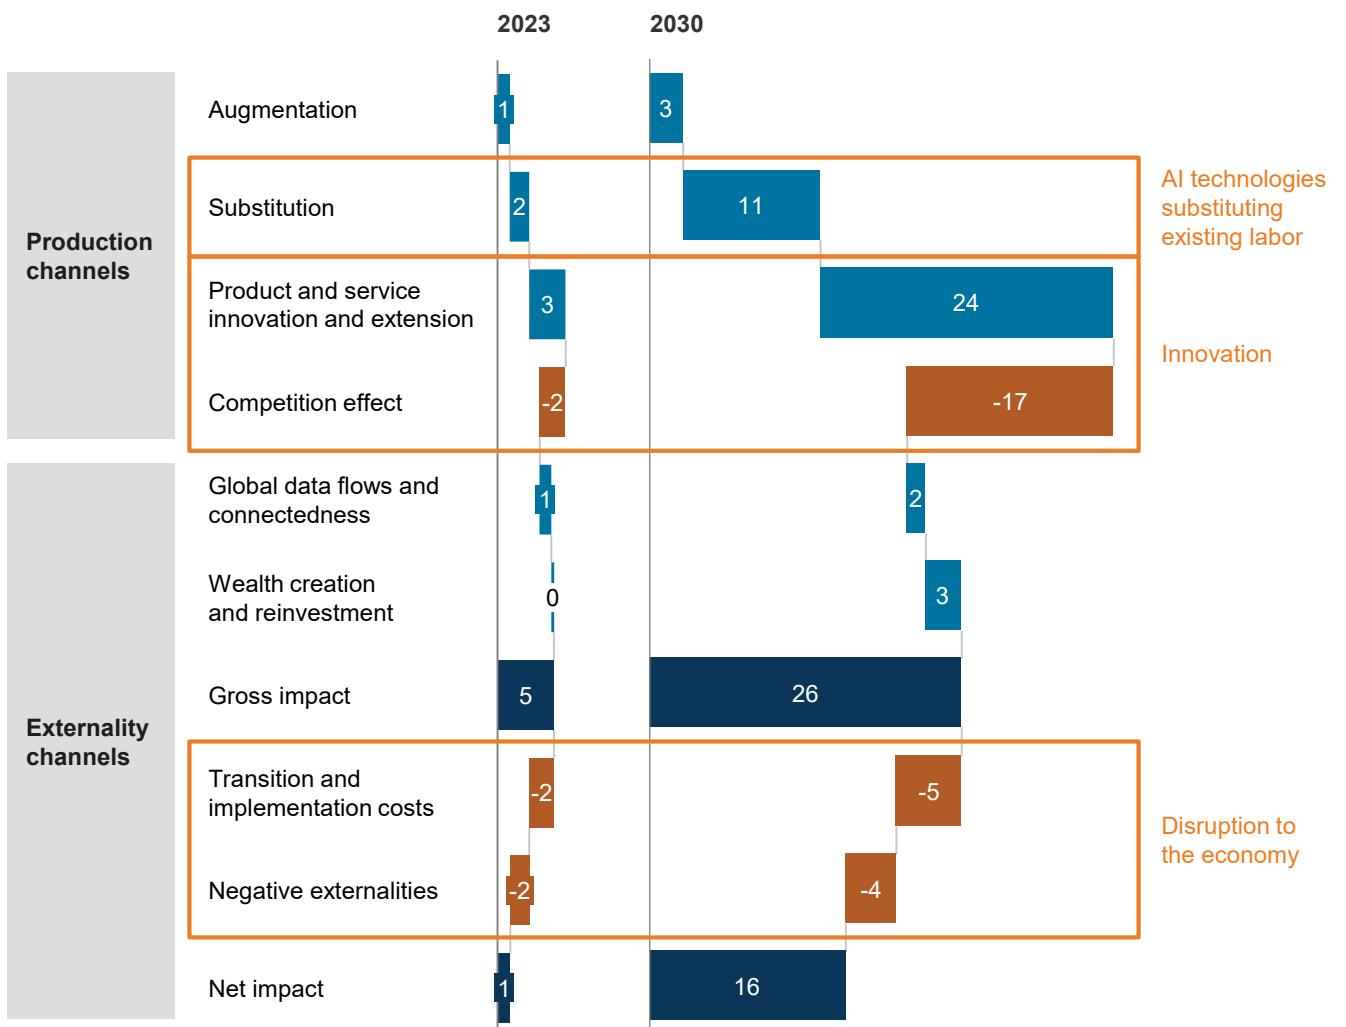 2023
2030
Production
channels
Augmentation
1
3
Substitution
2
11
AI technologies
substituting
existing labor
Product and service
innovation and extension
3
24
Innovation
Competition effect
-2
-17
Externality
channels
Global data flows and
connectedness
1
2
Wealth creation
and reinvestment
0
3
Gross impact
5
26
Transition and
implementation costs
-2
-5
Disruption to
the economy
Negative externalities
-2
-4
Net impact
1
16